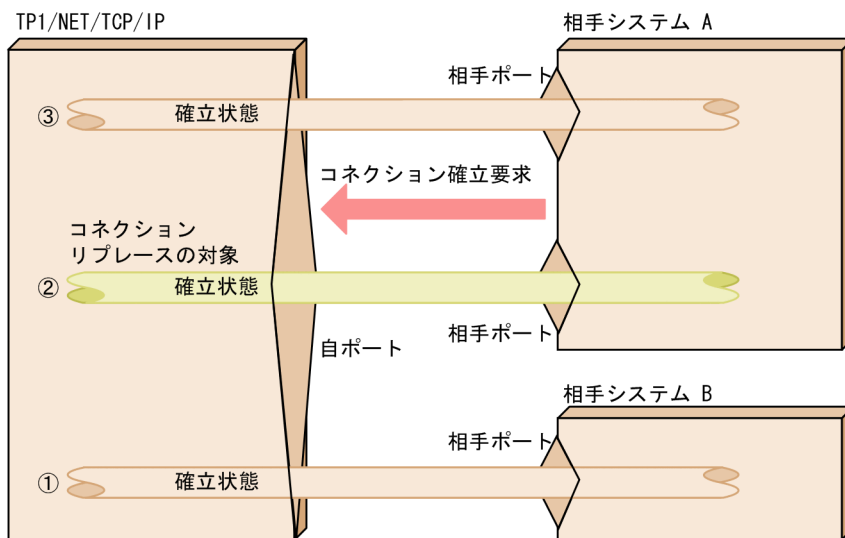 TP1/NET/TCP/IP
相手システム A
相手ポート
③
確立状態
コネクション確立要求
コネクション
リプレースの対象
②
確立状態
相手ポート
自ポート
相手システム B
相手ポート
①
確立状態